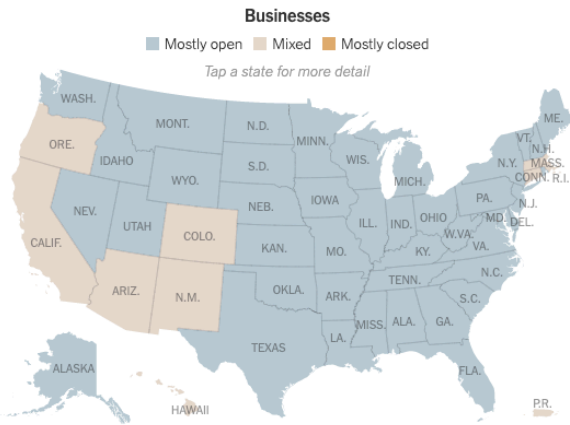 Businesses
Mostly open Mixed Mostly closed
Tap a state for more detail
WASH.
MONT.
N.D.
MINN.
ME.
ORE.
IDAHO
S.D.
WIS.
VT.
N.H.
WYO.
MICH.
N.Y.
MASS.
CONN.
R.I.
NEV.
UTAH
NEB.
IOWA
PA.
N.J.
CALIF.
COLO.
KAN.
ILL.
IND.
OHIO
MD.
DEL.
W.VA.
VA.
MO.
KY.
ARIZ.
N.M.
OKLA.
ARK.
TENN.
N.C.
S.C.
TEXAS
LA.
MISS.
ALA.
GA.
FLA.
ALASKA
HAWAII
P.R.